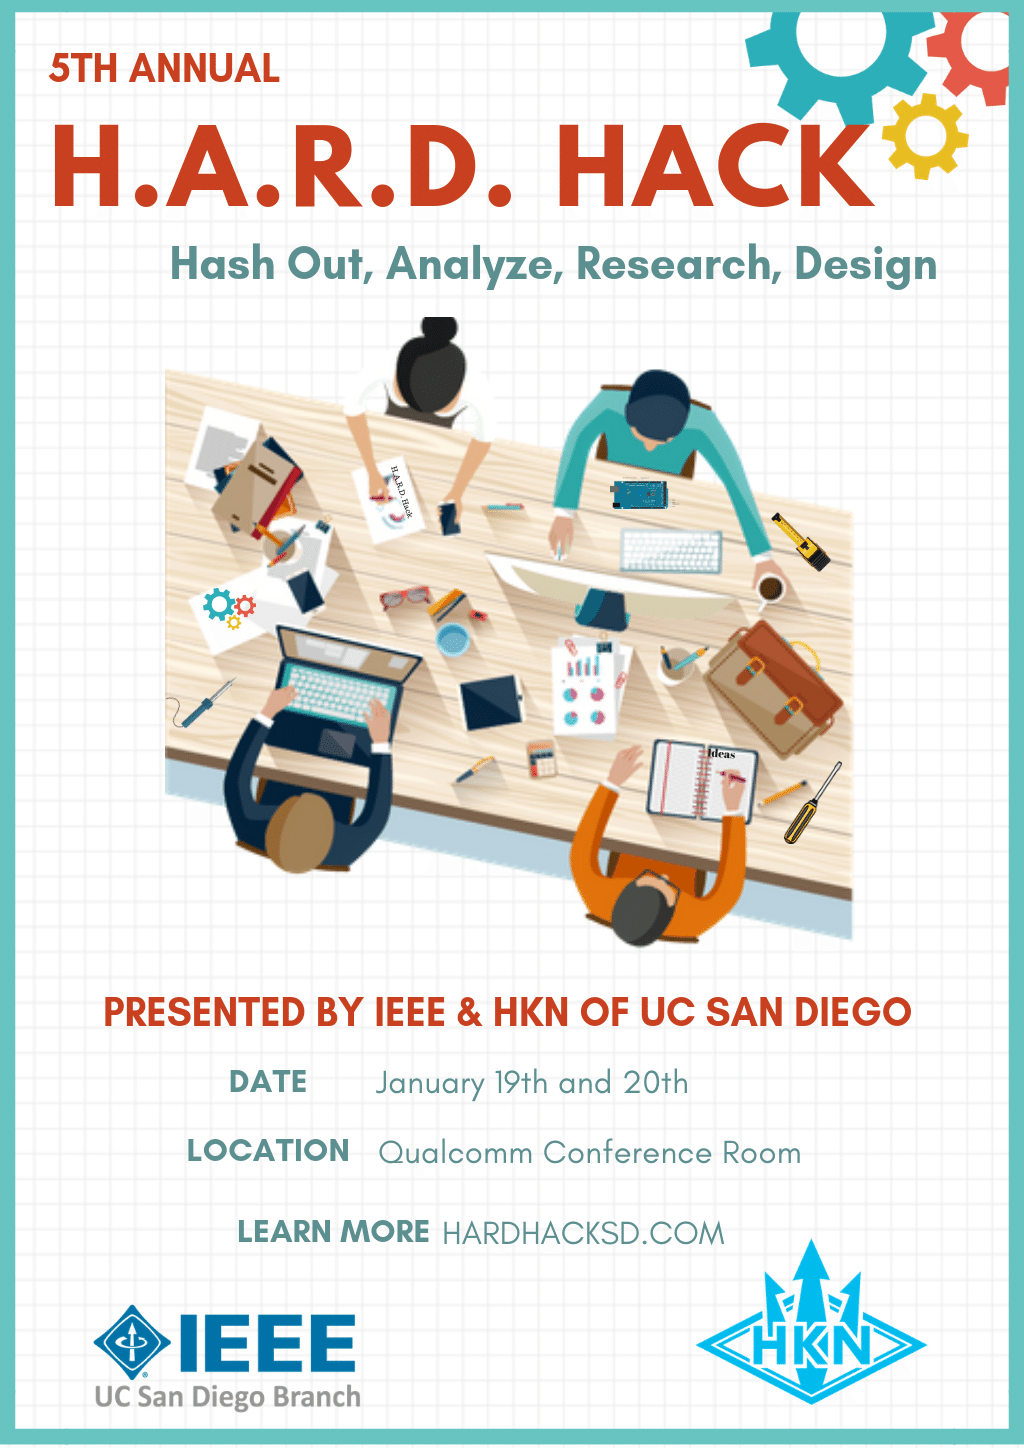 5TH ANNUAL
H.A.R.D. HACK
Hash Out, Analyze, Research, Design
H.A.R.D. Hack
Ideas
PRESENTED BY IEEE & HKN OF UC SAN DIEGO
DATE January 19th and 20th
LOCATION Qualcomm Conference Room
LEARN MORE HARDHACKSD.COM
IEEE
UC San Diego Branch
HKN